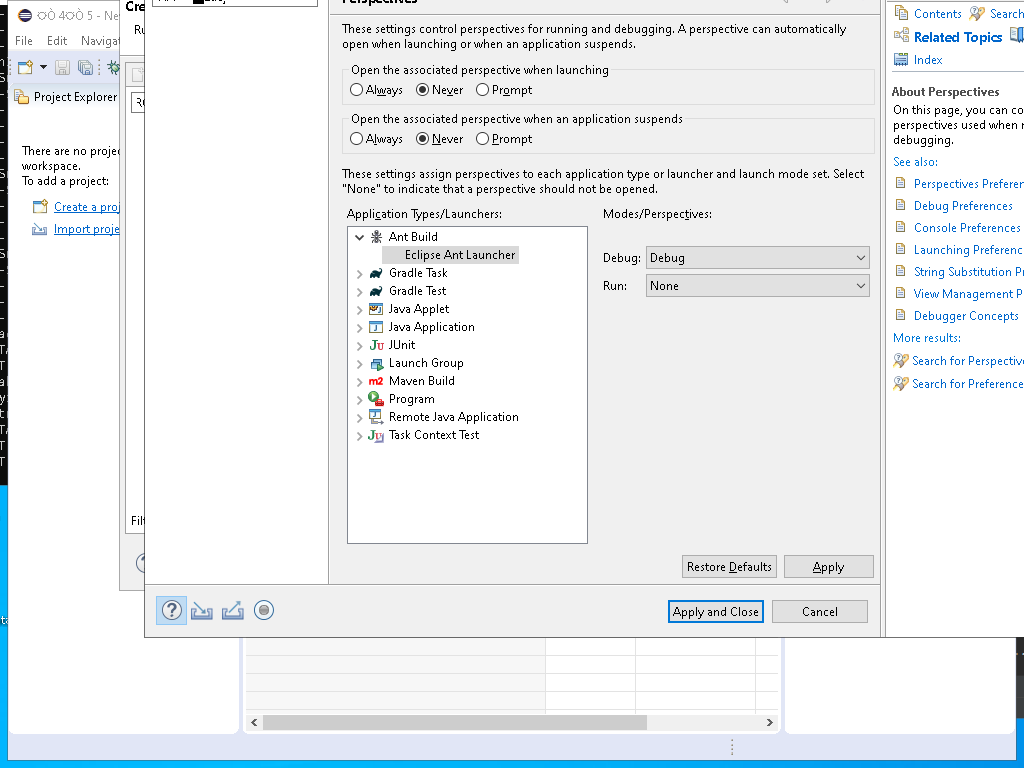 File Edit Navigat
Project Explorer
There are no proje
workspace.
To add a project:
Create a proj
Import proje
Cre
Ru
Filt
Perspectives
These settings control perspectives for running and debugging. A perspective can automatically
open when launching or when an application suspends.
Open the associated perspective when launching
Always Never Prompt
Open the associated perspective when an application suspends
Always Never Prompt
These settings assign perspectives to each application type or launcher and launch mode set. Select
"None" to indicate that a perspective should not be opened.
Application Types/Launchers:
Modes/Perspectives:
Ant Build
Eclipse Ant Launcher
Gradle Task
Gradle Test
Java Applet
Java Application
JUnit
Launch Group
Maven Build
Program
Remote Java Application
Task Context Test
Debug: Debug
Run: None
Restore Defaults
Apply
Apply and Close
Cancel
Contents Search
Related Topics
Index
About Perspectives
On this page, you can co
perspectives used when r
debugging.
See also:
Perspectives Preferen
Debug Preferences
Console Preferences
Launching Preferenc
String Substitution P
View Management P
Debugger Concepts
More results:
Search for Perspective
Search for Preference